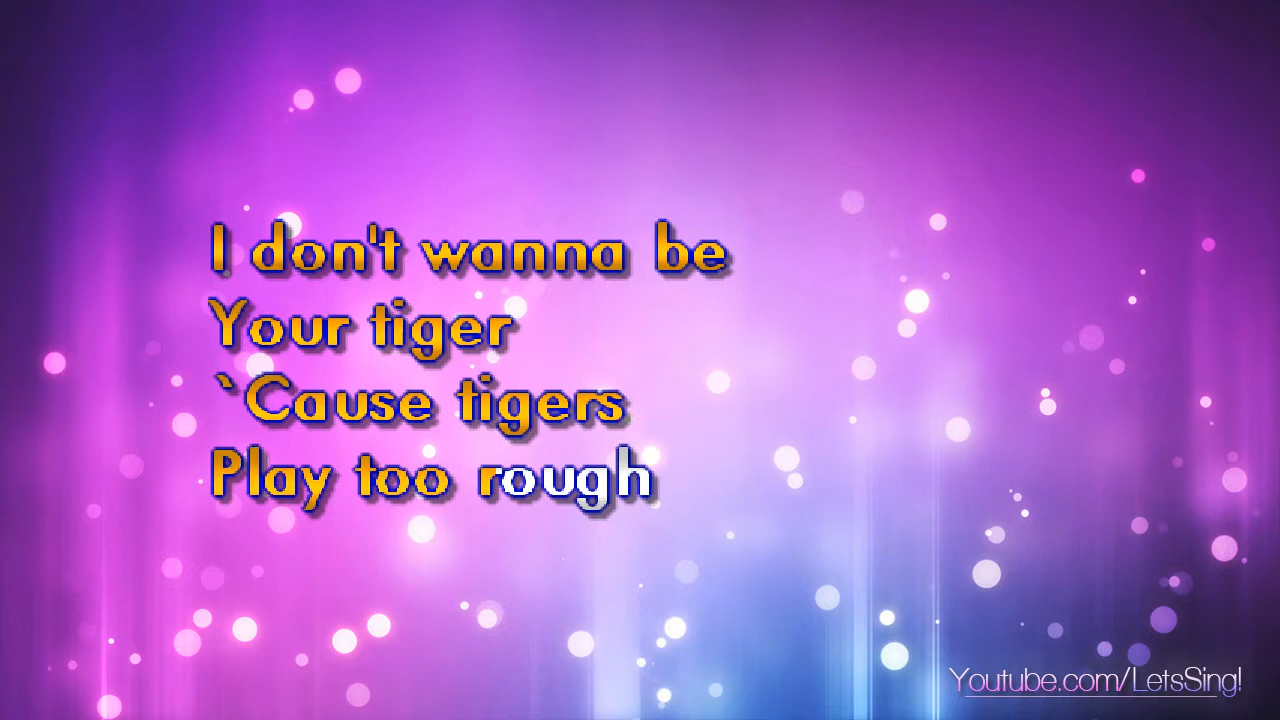 I don't wanna be
Your tiger
`Cause tigers
Play too rough
Youtube.com/LetsSing!